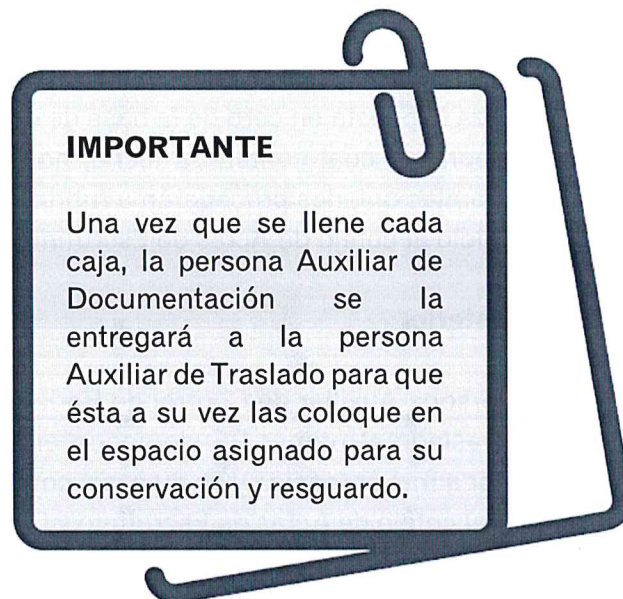 IMPORTANTE
Una vez que se llene cada
caja, la persona Auxiliar de
Documentación se la
entregará a la persona
Auxiliar de Traslado para que
ésta a su vez las coloque en
el espacio asignado para su
conservación y resguardo.